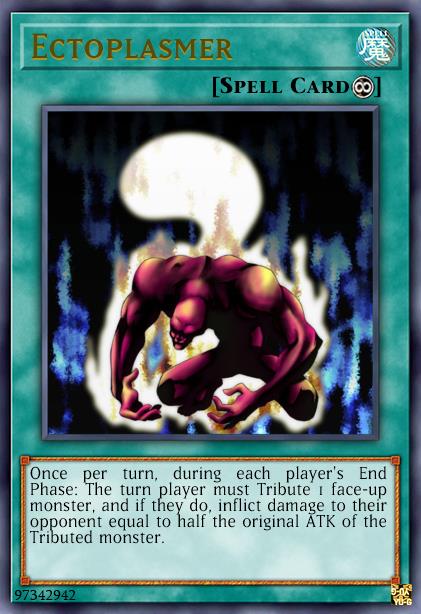 Ectoplasmer
SPELL
魔
[Spell Card]
Once per turn, during each player's End
Phase: The turn player must Tribute 1 face-up
monster, and if they do, inflict damage to their
opponent equal to half the original ATK of the
Tributed monster.
97342942